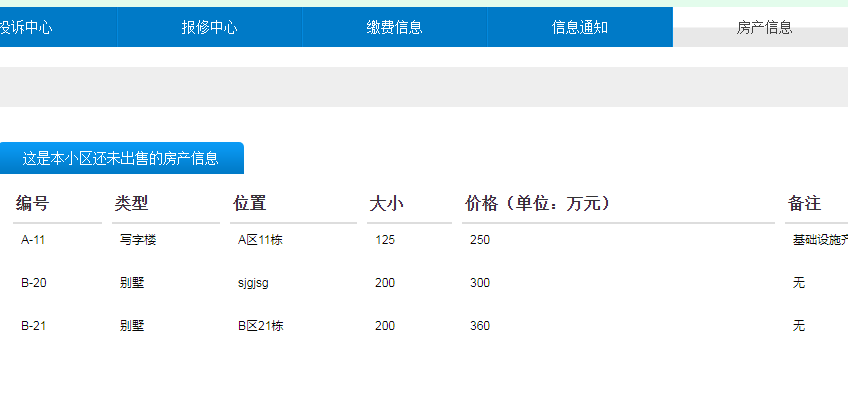 投诉中心 报修中心 缴费信息 信息通知 房产信息
这是本小区还未出售的房产信息
编号 类型 位置 大小 价格（单位：万元） 备注
A-11 写字楼 A区11栋 125 250 基础设施齐
B-20 别墅 sjgjsg 200 300 无
B-21 别墅 B区21栋 200 360 无